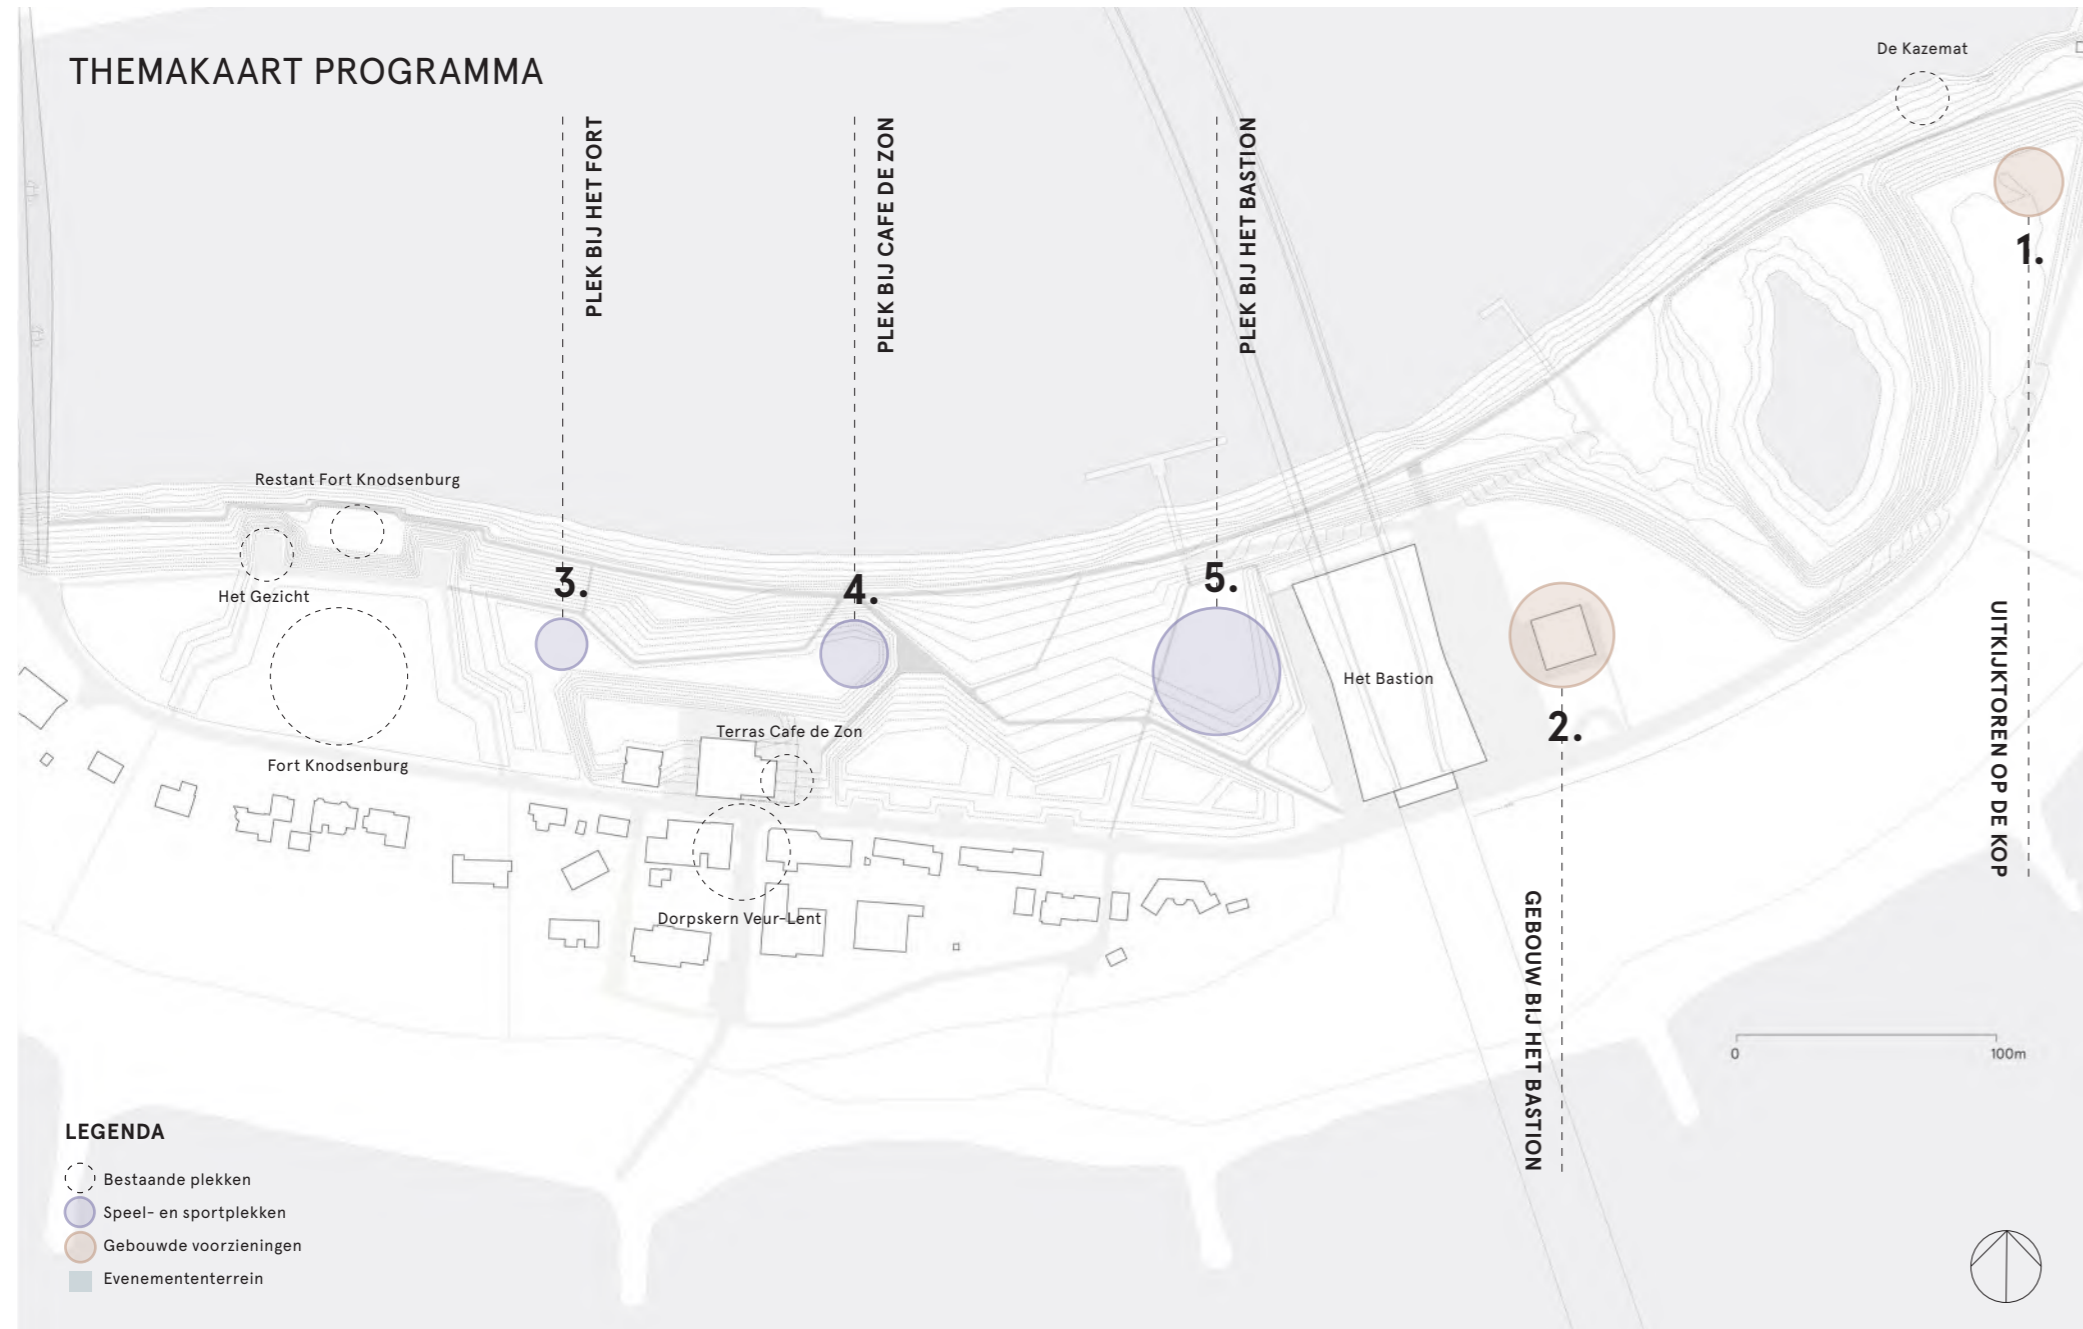 THEMAKAART PROGRAMMA
De Kazemat
PLEK BIJ HET FORT
PLEK BIJ CAFE DE ZON
PLEK BIJ HET BASTION
1.
Restant Fort Knodsenburg
Het Gezicht
3.
4.
5.
Het Bastion
2.
UITKIJKTOREN OP DE KOP
Terras Cafe de Zon
Fort Knodsenburg
Dorpskern Veur-Lent
GEBOUW BIJ HET BASTION
0
100m
LEGENDA
Bestaande plekken
Speel- en sportplekken
Gebouwde voorzieningen
Evenemententerrein